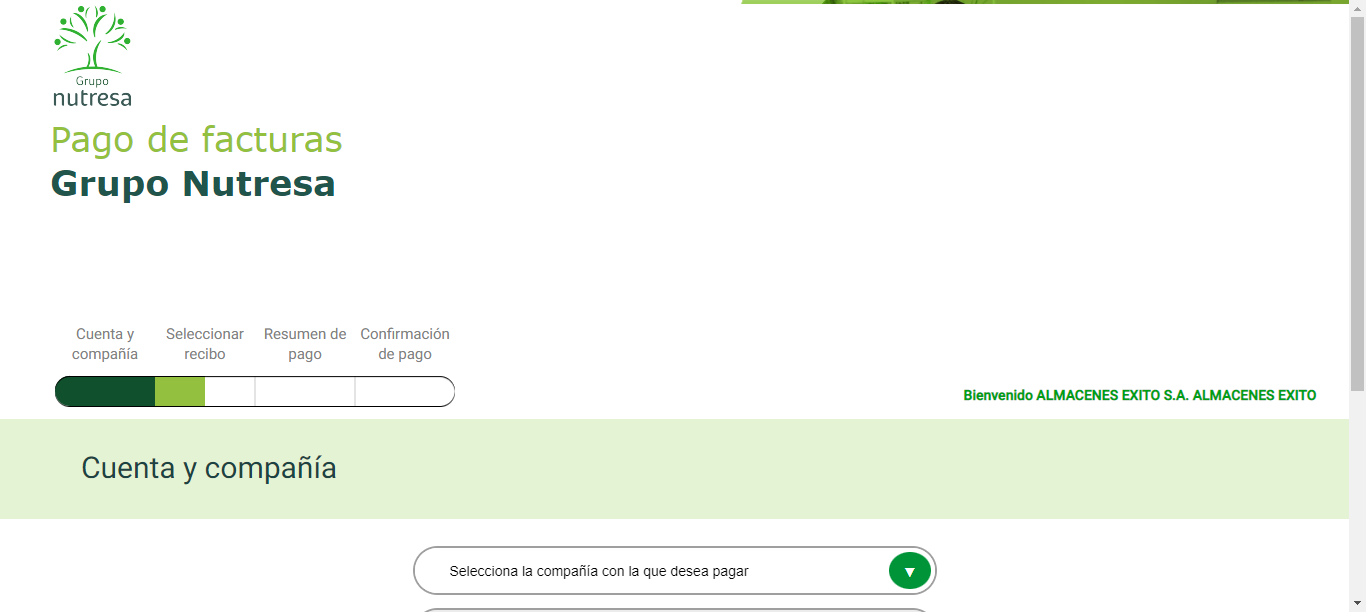 Grupo
nutresa
Pago de facturas
Grupo Nutresa
Cuenta y
compañía
Seleccionar
recibo
Resumen de
pago
Confirmación
de pago
Bienvenido ALMACENES EXITO S.A. ALMACENES EXITO
Cuenta y compañía
Selecciona la compañía con la que desea pagar